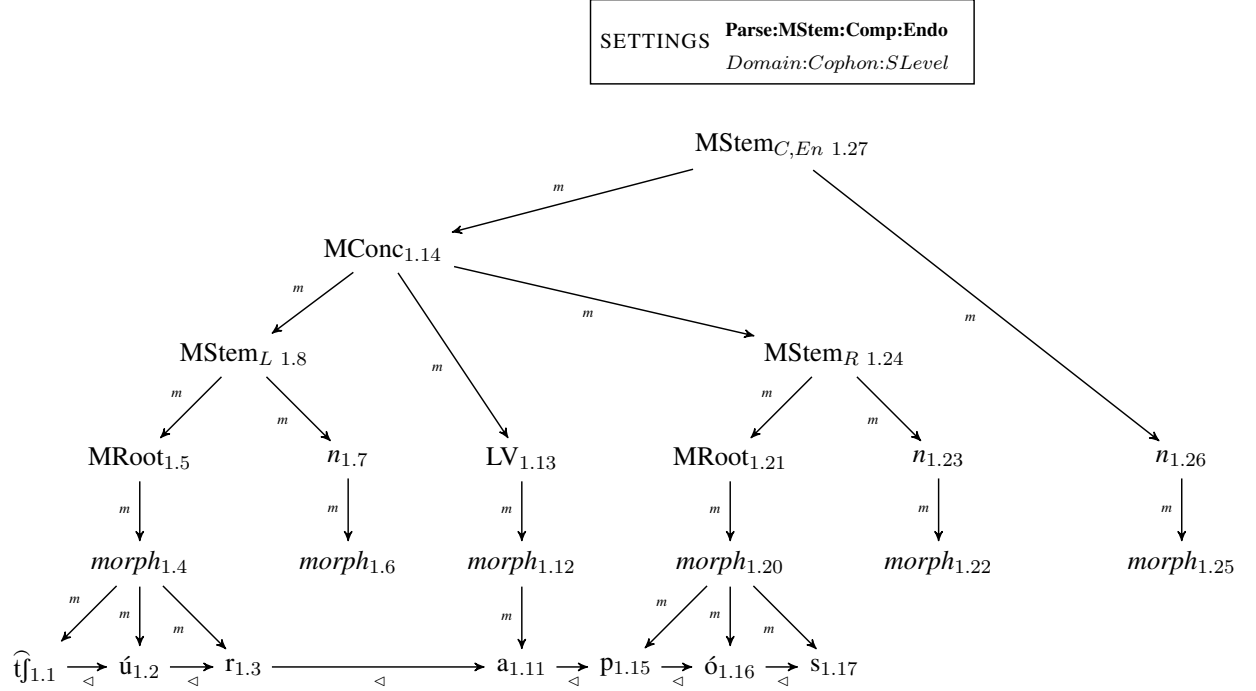 SETTINGS Parse:MStem:Comp:Endo
Domain:Cophon:SLevel
MStem_{C,En 1.27}
m
MConc_{1.14}
m m
m m
MStem_{L 1.8} MStem_{R 1.24}
m m m m
MRoot_{1.5} n_{1.7} LV_{1.13} MRoot_{1.21} n_{1.23} n_{1.26}
m m m m m m
morph_{1.4} morph_{1.6} morph_{1.12} morph_{1.20} morph_{1.22} morph_{1.25}
m m m m m m m
t͡ʃ_{1.1} ú_{1.2} r_{1.3} a_{1.11} p_{1.15} ó_{1.16} s_{1.17}
◃ ◃ ◃ ◃ ◃ ◃